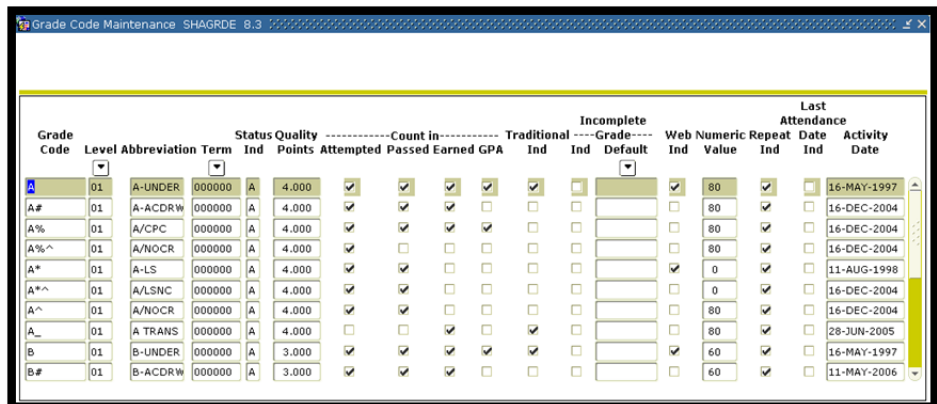 Grade Code Maintenance SHAGRDE 8.3
Last
Incomplete Attendance
Grade Status Quality ------------Count in----------- Traditional ----Grade---- Web Numeric Repeat Date Activity
Code Level Abbreviation Term Ind Points Attempted Passed Earned GPA Ind Ind Default Ind Value Ind Ind Date
A 01 A-UNDER 000000 A 4.000 80 16-MAY-1997
A# 01 A-ACDRW 000000 A 4.000 80 16-DEC-2004
A% 01 A/CPC 000000 A 4.000 80 16-DEC-2004
A%^ 01 A/NOCR 000000 A 4.000 80 16-DEC-2004
A* 01 A-LS 000000 A 4.000 0 11-AUG-1998
A*^ 01 A/LSNC 000000 A 4.000 0 16-DEC-2004
A^ 01 A/NOCR 000000 A 4.000 80 16-DEC-2004
A_ 01 A TRANS 000000 A 4.000 80 28-JUN-2005
B 01 B-UNDER 000000 A 3.000 60 16-MAY-1997
B# 01 B-ACDRW 000000 A 3.000 60 11-MAY-2006